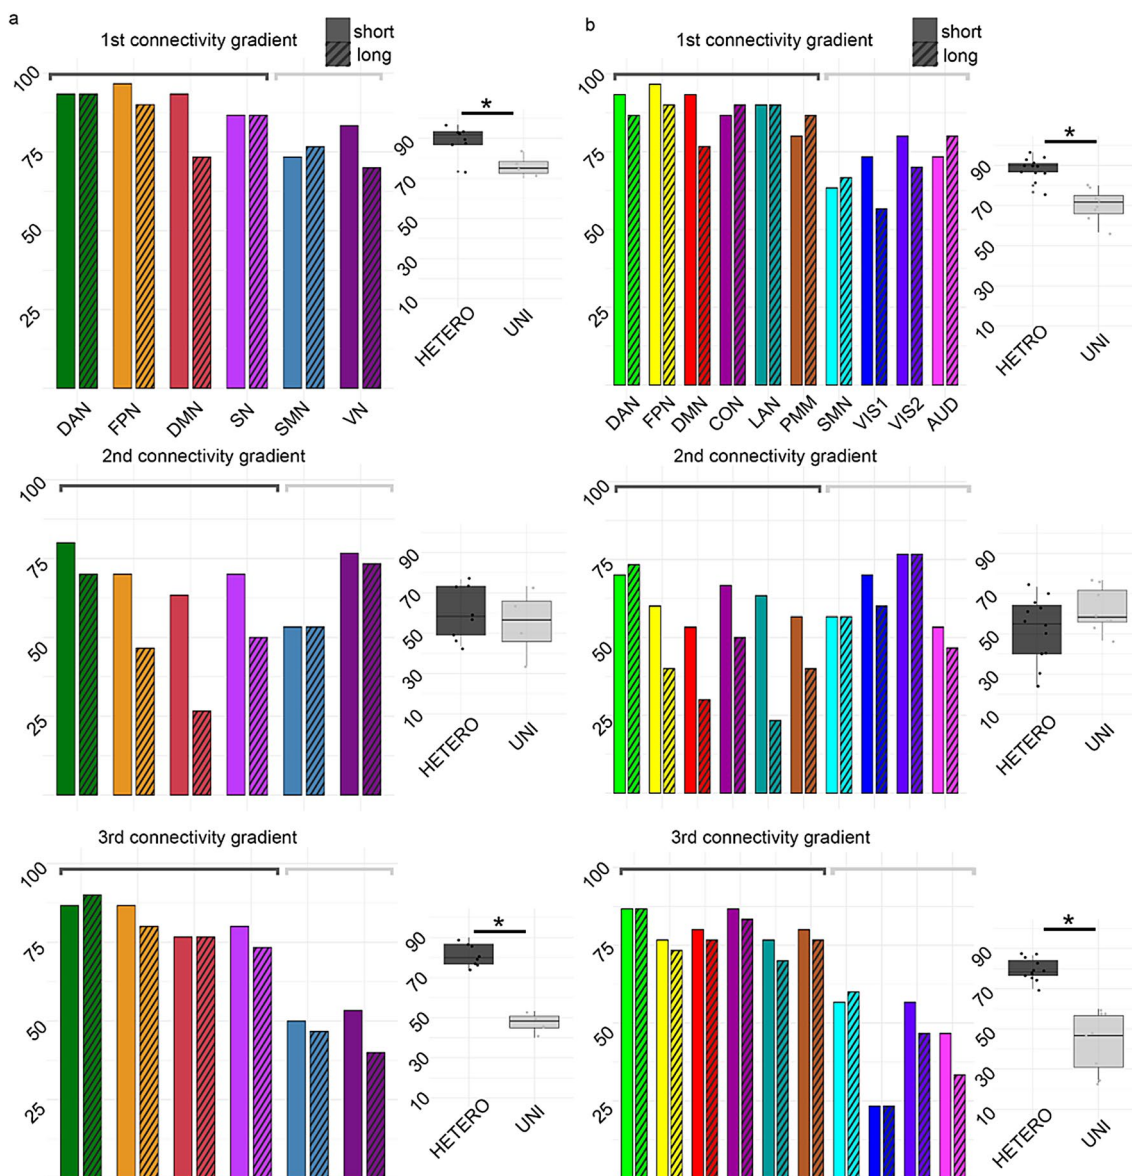 a
1st connectivity gradient
short
long
100
75
50
25
DAN
FPN
DMN
SN
SMN
VN
*
90
70
50
30
10
HETERO
UNI
b
1st connectivity gradient
short
long
100
75
50
25
DAN
FPN
DMN
CON
LAN
PMM
SMN
VIS1
VIS2
AUD
*
90
70
50
30
10
HETRO
UNI
2nd connectivity gradient
100
75
50
25
90
70
50
30
10
HETERO
UNI
2nd connectivity gradient
100
75
50
25
90
70
50
30
10
HETERO
UNI
3rd connectivity gradient
100
75
50
25
*
90
70
50
30
10
HETERO
UNI
3rd connectivity gradient
100
75
50
25
*
90
70
50
30
10
HETERO
UNI